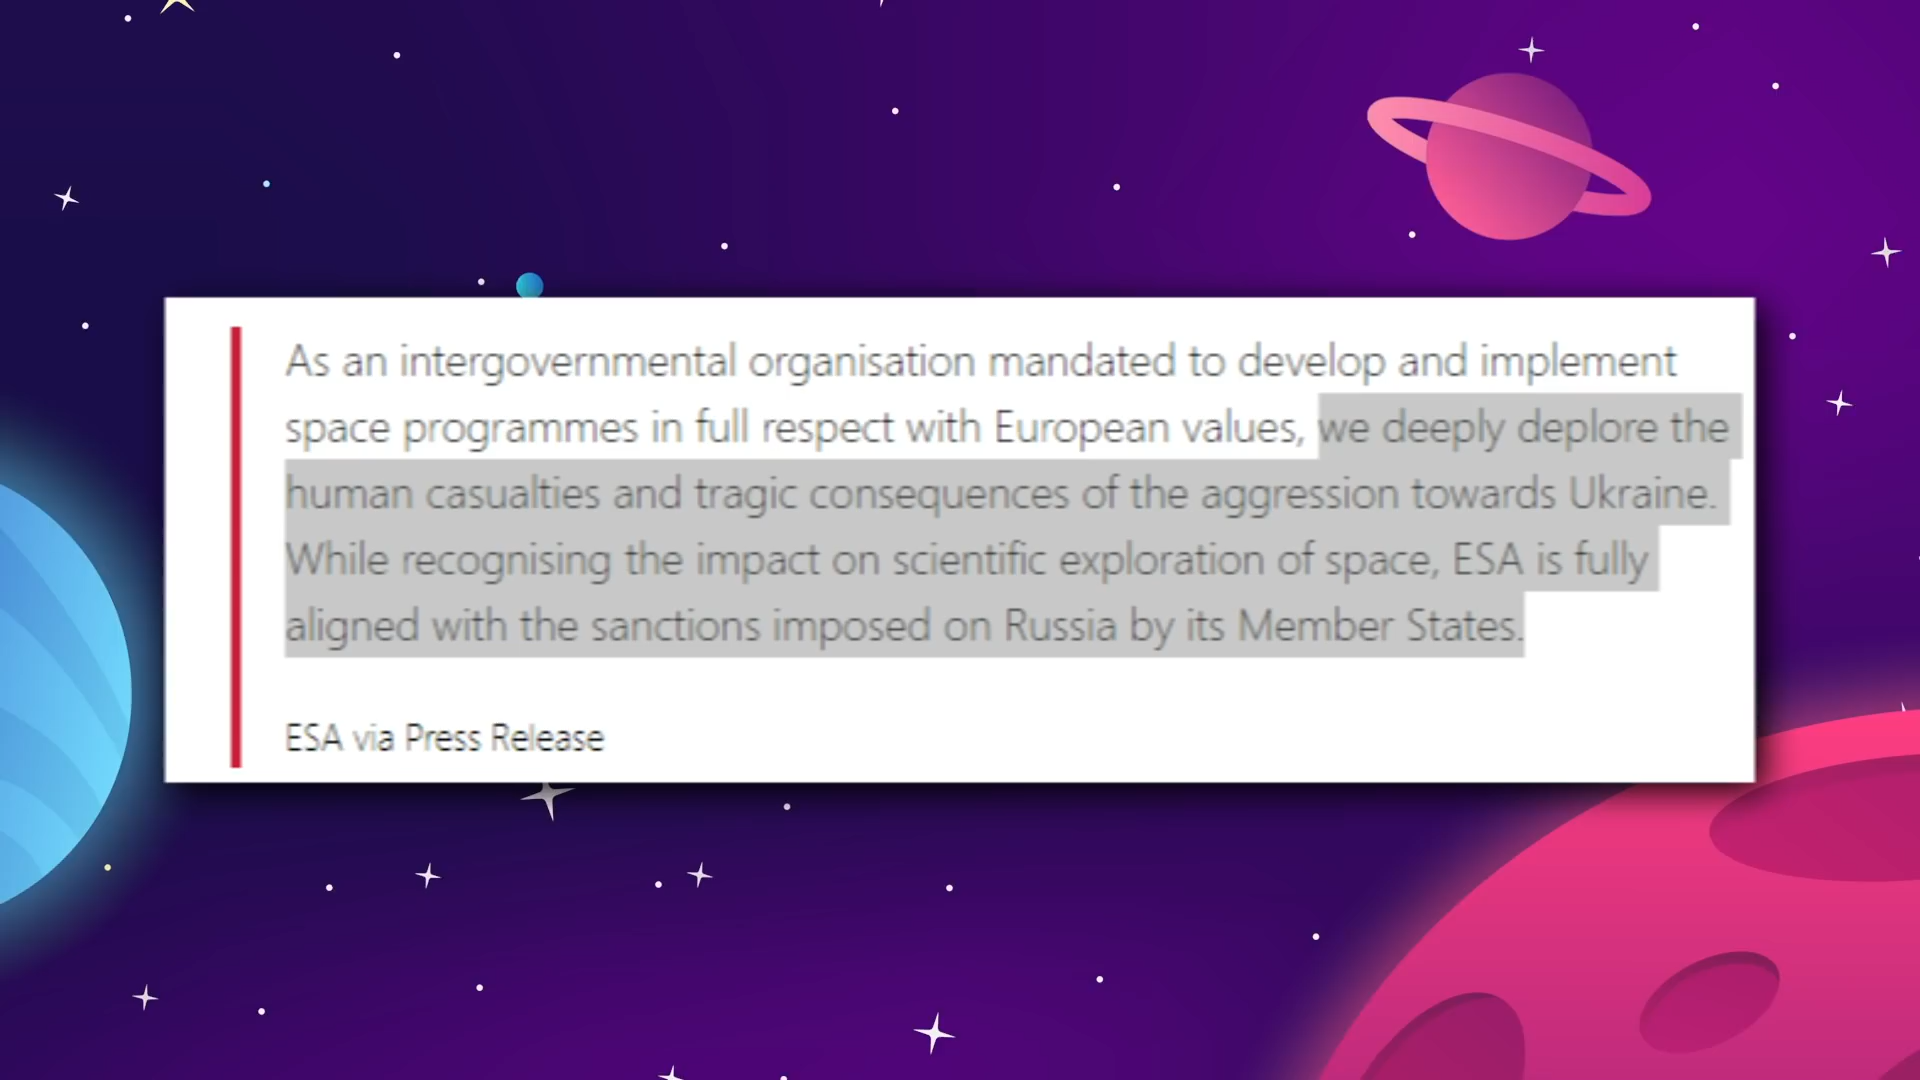 As an intergovernmental organisation mandated to develop and implement
space programmes in full respect with European values, we deeply deplore the
human casualties and tragic consequences of the aggression towards Ukraine.
While recognising the impact on scientific exploration of space, ESA is fully
aligned with the sanctions imposed on Russia by its Member States.
ESA via Press Release